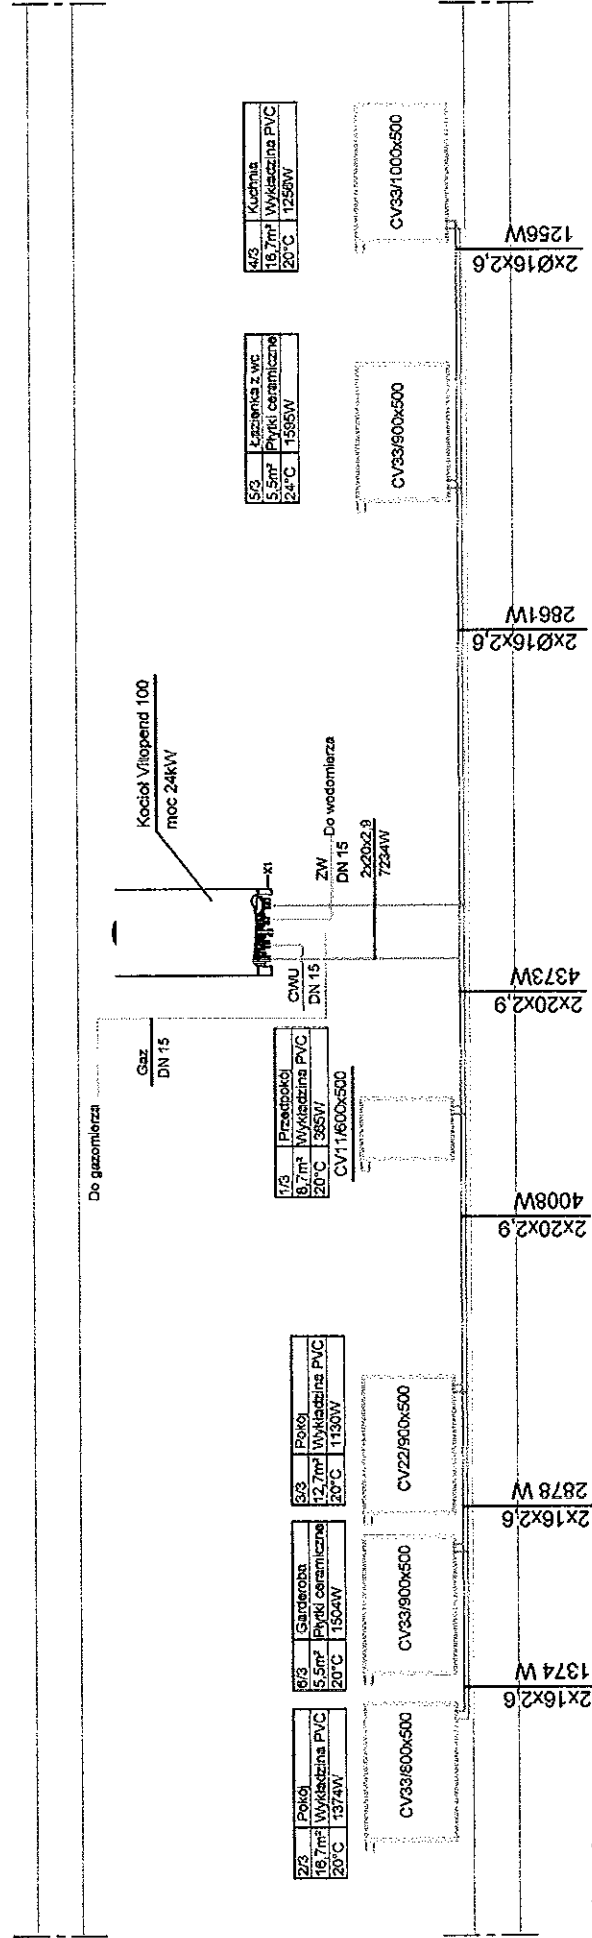 Do gazomierza
Gaz
DN 15
Kocioł Vitopend 100
moc 24kW
X1
CWU
DN 15
ZW
DN 15
Do wodomierza
2x20x2,9
7234W
2/3 Pokój
16,7m² Wykładzina PVC
20°C 1374W
6/3 Garderoba
5,5m² Płytki ceramiczne
20°C 1504W
3/3 Pokój
12,7m² Wykładzina PVC
20°C 1130W
1/3 Przedpokój
8,7m² Wykładzina PVC
20°C 365W
CV11/600x500
5/3 Łazienka z wc
5,5m² Płytki ceramiczne
24°C 1595W
4/3 Kuchnia
16,7m² Wykładzina PVC
20°C 1256W
CV33/800x500
CV33/900x500
CV22/900x500
CV33/900x500
CV33/1000x500
2x16x2,6
1374 W
2x16x2,6
2878 W
2x20x2,9
4008W
2x20x2,9
4373W
2xØ16x2,6
2861W
2xØ16x2,6
1256W